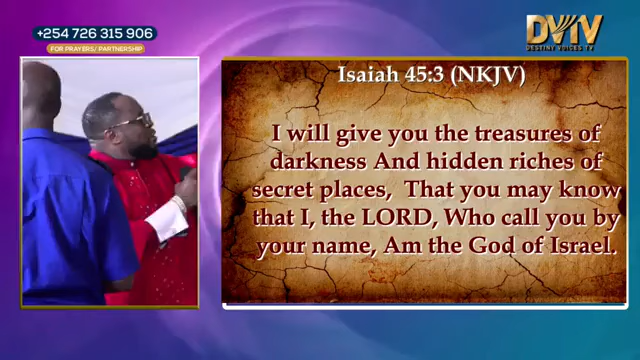 +254 726 315 906
FOR PRAYERS/ PARTNERSHIP
DVTV
DESTINY VOICES TV
Isaiah 45:3 (NKJV)
I will give you the treasures of
darkness And hidden riches of
secret places, That you may know
that I, the LORD, Who call you by
your name, Am the God of Israel.